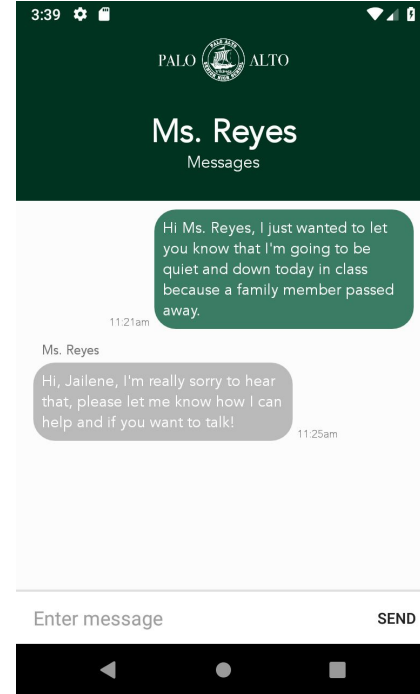 3:39
PALO ALTO
Ms. Reyes
Messages
Hi Ms. Reyes, I just wanted to let
you know that I'm going to be
quiet and down today in class
because a family member passed
away.
11:21am
Ms. Reyes
Hi, Jailene, I'm really sorry to hear
that, please let me know how I can
help and if you want to talk!
11:25am
Enter message
SEND